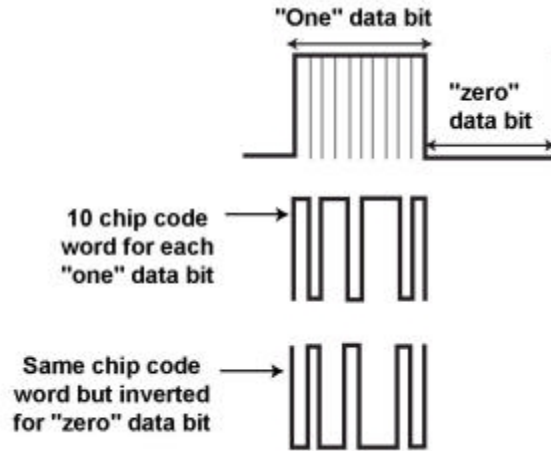 "One" data bit
"zero"
data bit
10 chip code
word for each
"one" data bit
Same chip code
word but inverted
for "zero" data bit